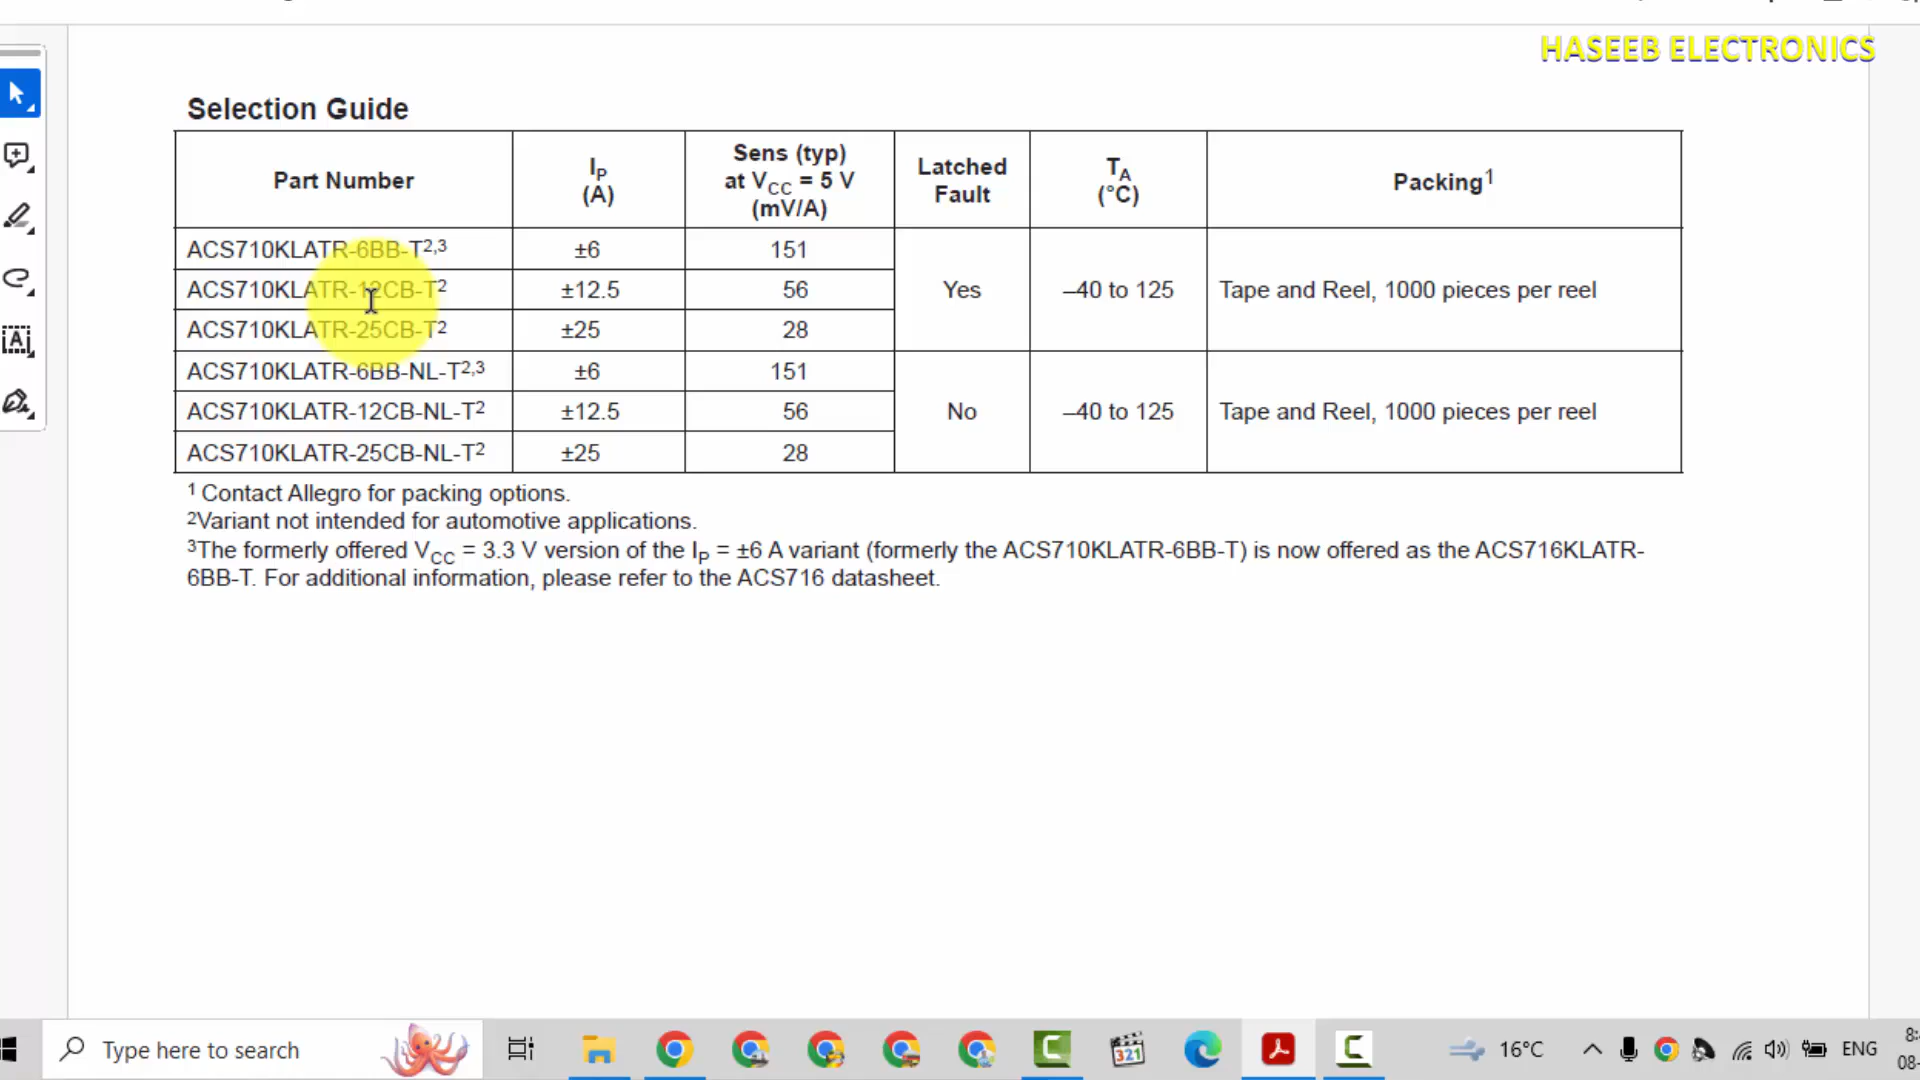 HASEEB ELECTRONICS
Selection Guide
Part Number
I_P (A)
Sens (typ) at V_CC = 5 V (mV/A)
Latched Fault
T_A (°C)
Packing¹
ACS710KLATR-6BB-T²,³ ±6 151
ACS710KLATR-12CB-T² ±12.5 56 Yes –40 to 125 Tape and Reel, 1000 pieces per reel
ACS710KLATR-25CB-T² ±25 28
ACS710KLATR-6BB-NL-T²,³ ±6 151
ACS710KLATR-12CB-NL-T² ±12.5 56 No –40 to 125 Tape and Reel, 1000 pieces per reel
ACS710KLATR-25CB-NL-T² ±25 28
¹ Contact Allegro for packing options.
²Variant not intended for automotive applications.
³The formerly offered V_CC = 3.3 V version of the I_P = ±6 A variant (formerly the ACS710KLATR-6BB-T) is now offered as the ACS716KLATR-
6BB-T. For additional information, please refer to the ACS716 datasheet.
Type here to search
321
16°C
ENG